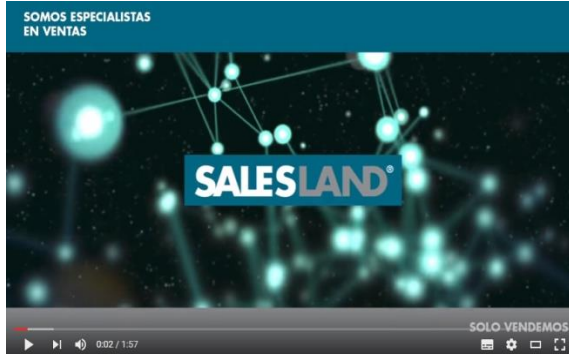 SOMOS ESPECIALISTAS
EN VENTAS
SALESLAND®
SOLO VENDEMOS
0:02 / 1:57